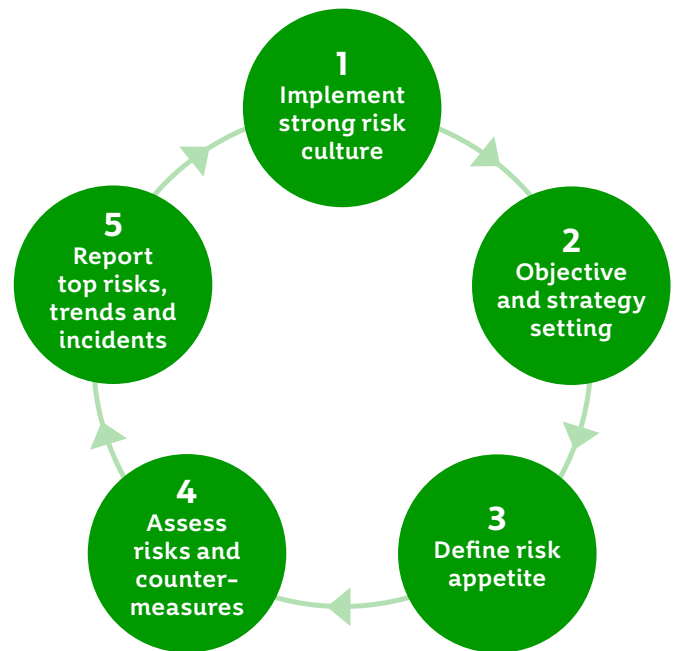 1
Implement
strong risk
culture
2
Objective
and strategy
setting
3
Define risk
appetite
4
Assess
risks and
counter-
measures
5
Report
top risks,
trends and
incidents